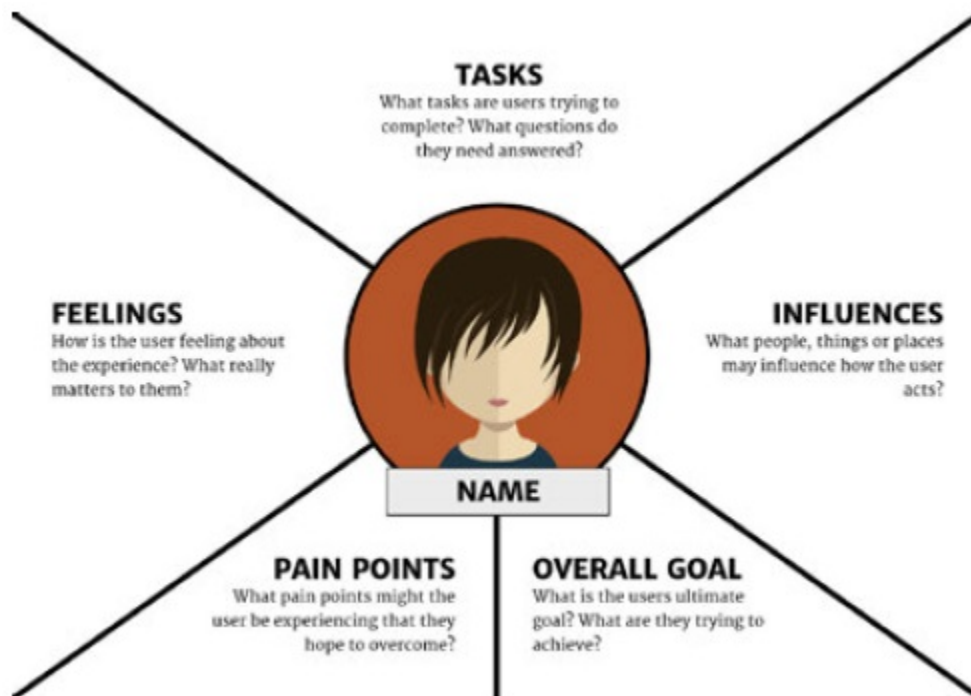 TASKS
What tasks are users trying to
complete? What questions do
they need answered?
FEELINGS
How is the user feeling about
the experience? What really
matters to them?
INFLUENCES
What people, things or places
may influence how the user
acts?
NAME
PAIN POINTS
What pain points might the
user be experiencing that they
hope to overcome?
OVERALL GOAL
What is the users ultimate
goal? What are they trying to
achieve?